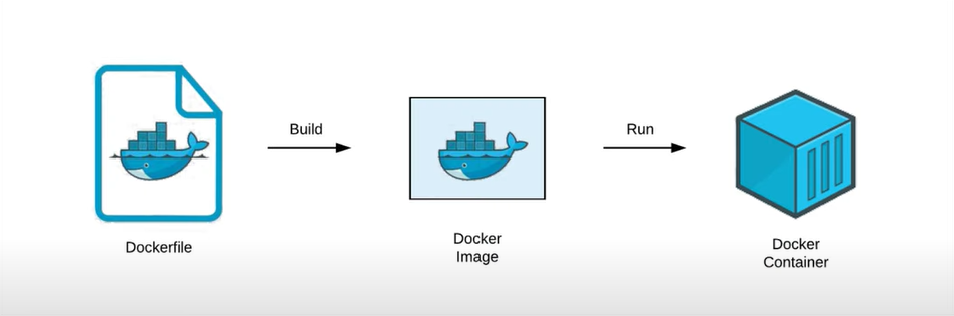 Build
Run
Dockerfile
Docker
Image
Docker
Container